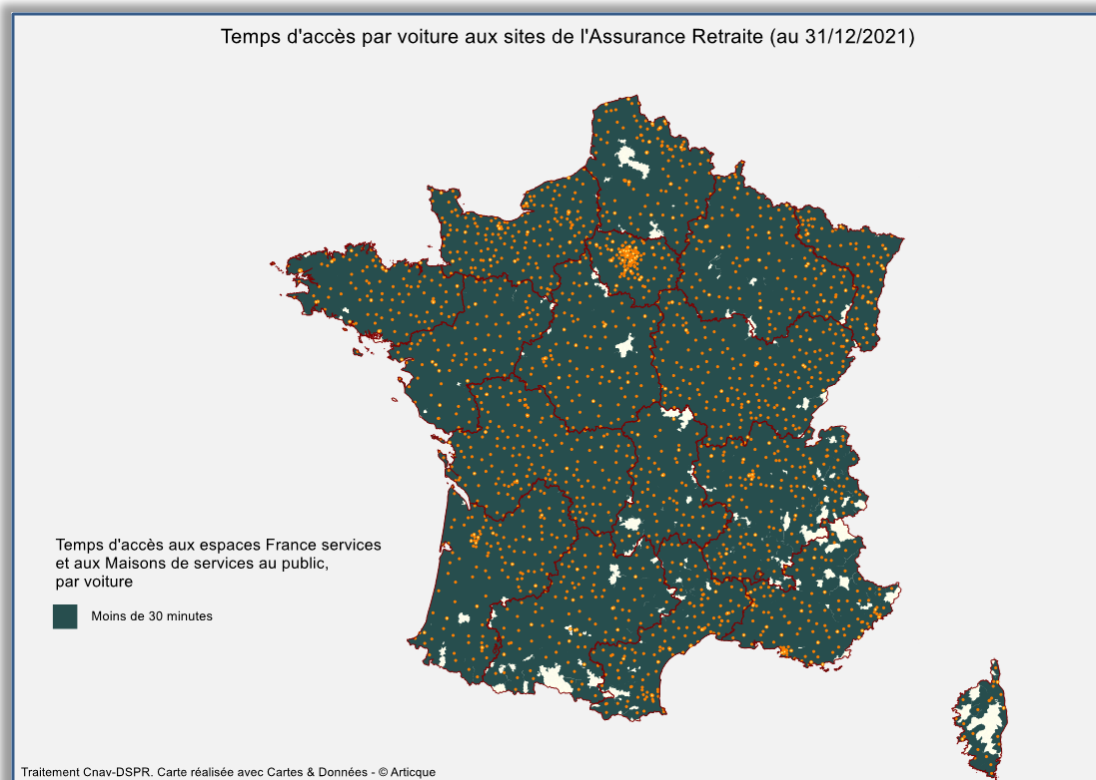 Temps d'accès par voiture aux sites de l'Assurance Retraite (au 31/12/2021)
Temps d'accès aux espaces France services
et aux Maisons de services au public,
par voiture
Moins de 30 minutes
Traitement Cnav-DSPR. Carte réalisée avec Cartes & Données - © Articque